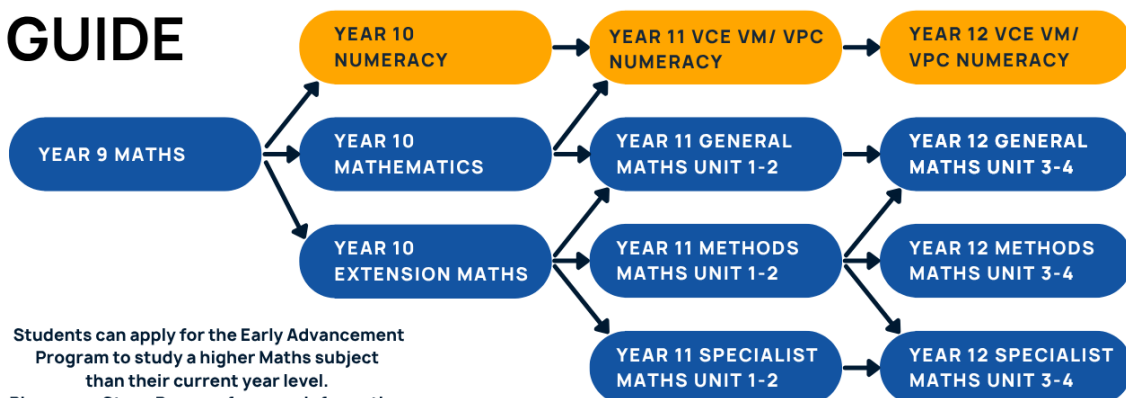 GUIDE
YEAR 10
NUMERACY
YEAR 11 VCE VM/ VPC
NUMERACY
YEAR 12 VCE VM/
VPC NUMERACY
YEAR 9 MATHS
YEAR 10
MATHEMATICS
YEAR 11 GENERAL
MATHS UNIT 1-2
YEAR 12 GENERAL
MATHS UNIT 3-4
YEAR 10
EXTENSION MATHS
YEAR 11 METHODS
MATHS UNIT 1-2
YEAR 12 METHODS
MATHS UNIT 3-4
Students can apply for the Early Advancement
Program to study a higher Maths subject
than their current year level.
YEAR 11 SPECIALIST
MATHS UNIT 1-2
YEAR 12 SPECIALIST
MATHS UNIT 3-4